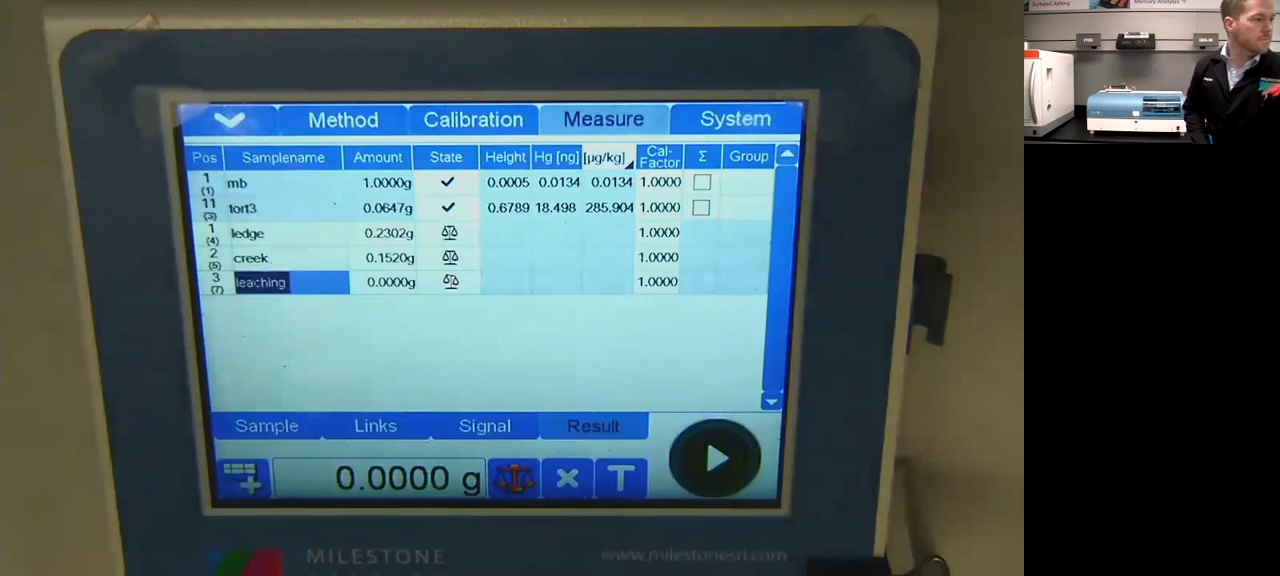 Method Calibration Measure System
Pos Samplename Amount State Height Hg [ng] [µg/kg] Cal-Factor Σ Group
1 (1) mb 1.0000g 0.0005 0.0134 0.0134 1.0000
11 (3) tort3 0.0647g 0.6789 18.498 285.904 1.0000
1 (4) ledge 0.2302g 1.0000
2 (5) creek 0.1520g 1.0000
3 (7) leaching 0.0000g 1.0000
Sample Links Signal Result
0.0000 g T
MILESTONE www.milestonesrl.com
Mercury Analysis
MILESTONE